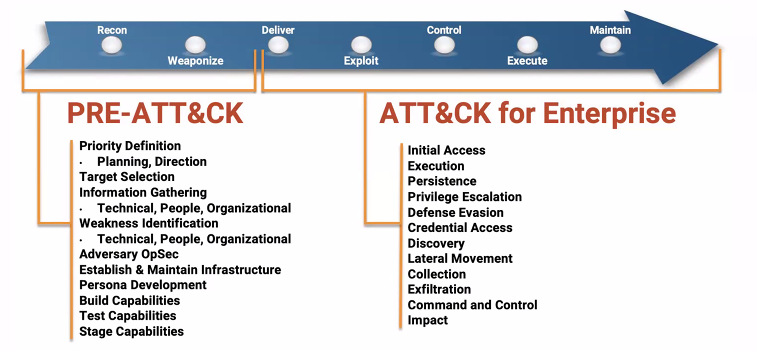 Recon
Weaponize
Deliver
Exploit
Control
Execute
Maintain
PRE-ATT&CK
Priority Definition
· Planning, Direction
Target Selection
Information Gathering
· Technical, People, Organizational
Weakness Identification
· Technical, People, Organizational
Adversary OpSec
Establish & Maintain Infrastructure
Persona Development
Build Capabilities
Test Capabilities
Stage Capabilities
ATT&CK for Enterprise
Initial Access
Execution
Persistence
Privilege Escalation
Defense Evasion
Credential Access
Discovery
Lateral Movement
Collection
Exfiltration
Command and Control
Impact